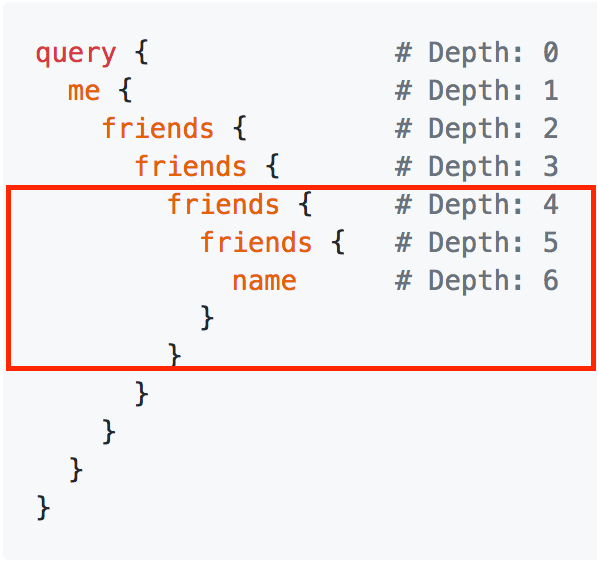 query {               # Depth: 0
  me {                # Depth: 1
    friends {         # Depth: 2
      friends {       # Depth: 3
        friends {     # Depth: 4
          friends {   # Depth: 5
            name      # Depth: 6
          }
        }
      }
    }
  }
}